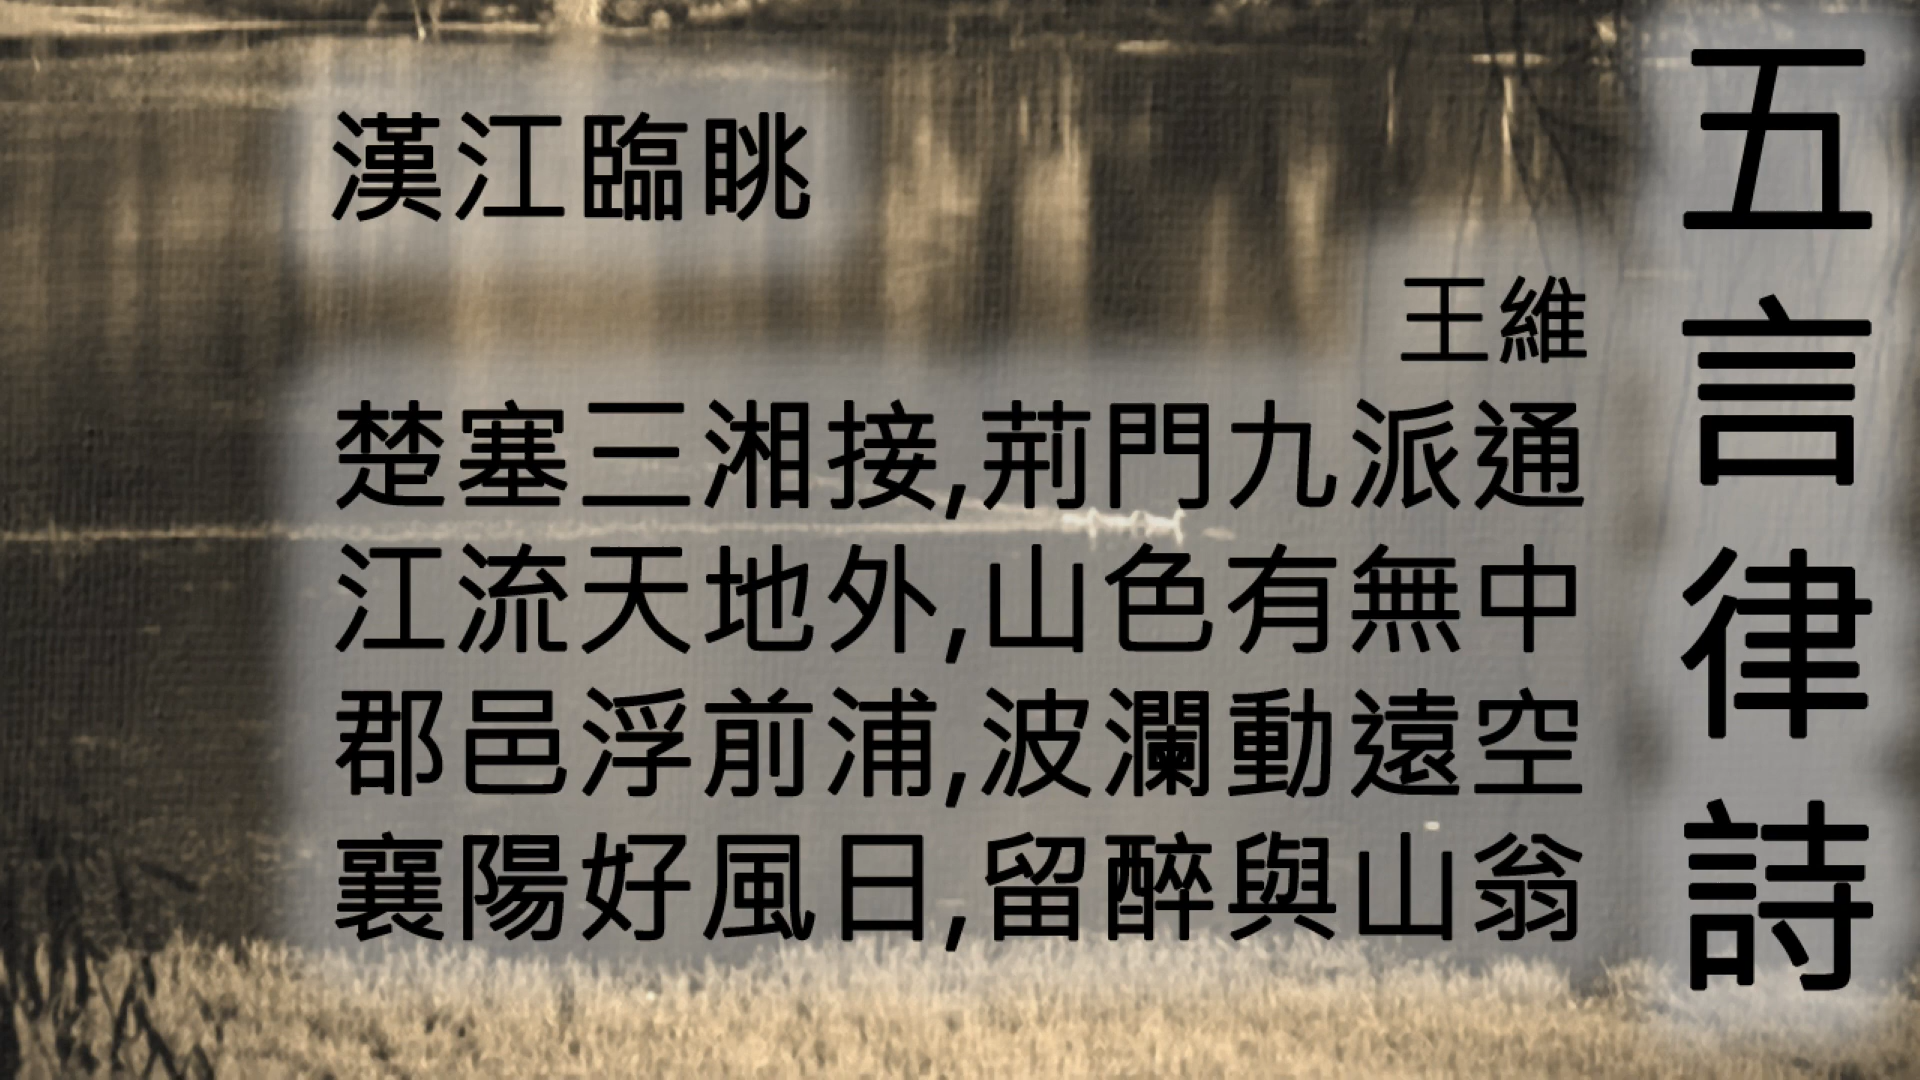 漢江臨眺
王維
楚塞三湘接,荊門九派通
江流天地外,山色有無中
郡邑浮前浦,波瀾動遠空
襄陽好風日,留醉與山翁
五言律詩